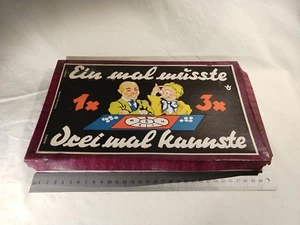 Ein mal müsste
1x 3x
Drei mal kannste